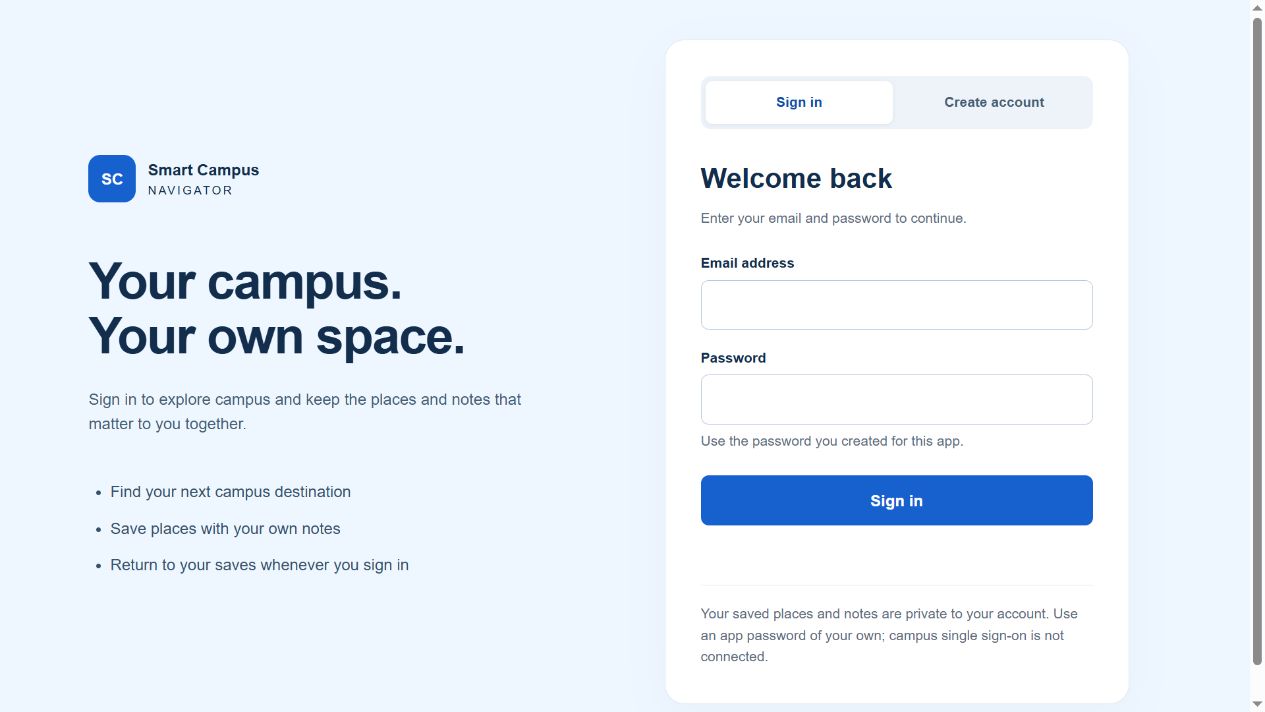 SC
Smart Campus
NAVIGATOR
Your campus.
Your own space.
Sign in to explore campus and keep the places and notes that
matter to you together.
• Find your next campus destination
• Save places with your own notes
• Return to your saves whenever you sign in
Sign in
Create account
Welcome back
Enter your email and password to continue.
Email address
Password
Use the password you created for this app.
Sign in
Your saved places and notes are private to your account. Use
an app password of your own; campus single sign-on is not
connected.